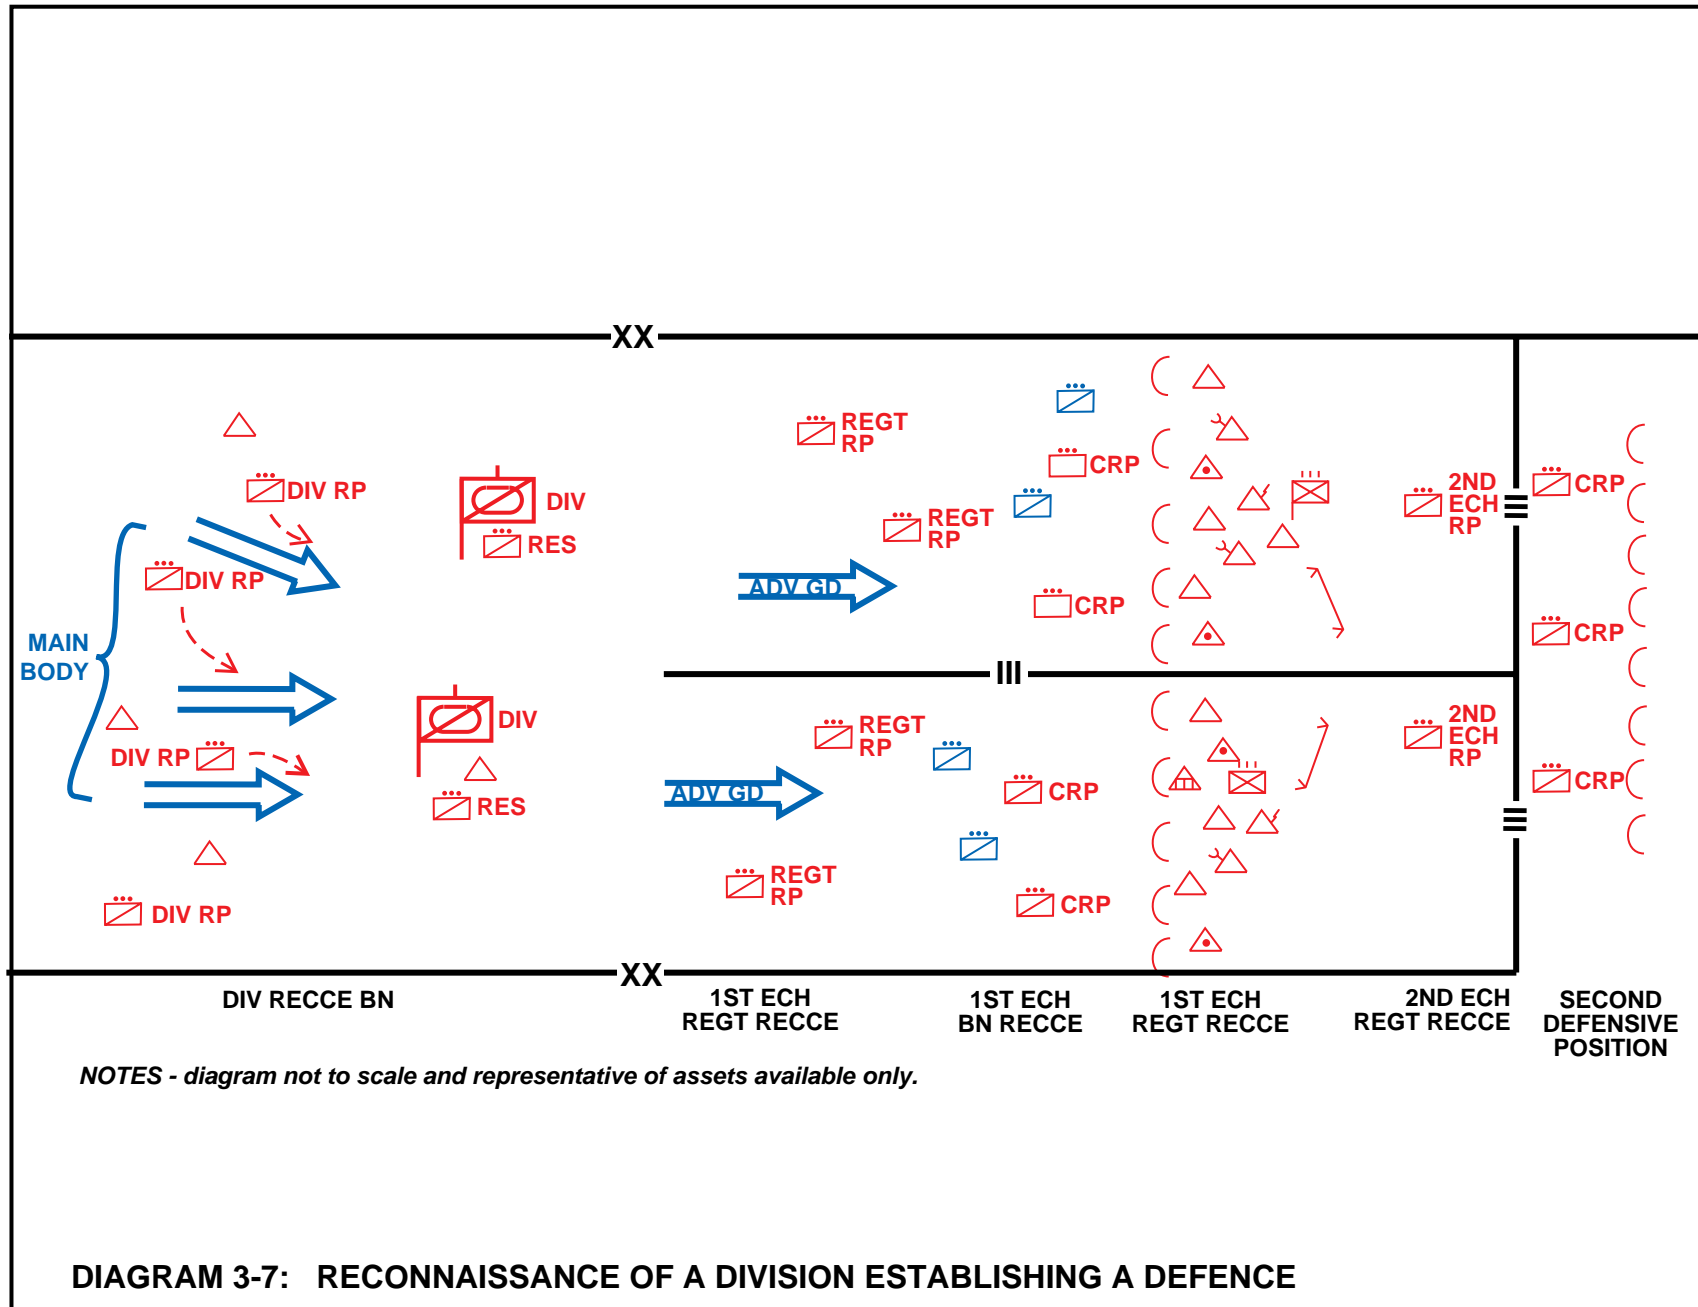 XX
REGT
RP
CRP
DIV RP
DIV
RES
REGT
RP
2ND
ECH
RP
III
CRP
DIV RP
ADV GD
CRP
CRP
MAIN
BODY
III
DIV
REGT
RP
2ND
ECH
RP
DIV RP
RES
ADV GD
CRP
CRP
III
REGT
RP
DIV RP
CRP
XX
DIV RECCE BN
1ST ECH
REGT RECCE
1ST ECH
BN RECCE
1ST ECH
REGT RECCE
2ND ECH
REGT RECCE
SECOND
DEFENSIVE
POSITION
NOTES - diagram not to scale and representative of assets available only.
DIAGRAM 3-7: RECONNAISSANCE OF A DIVISION ESTABLISHING A DEFENCE